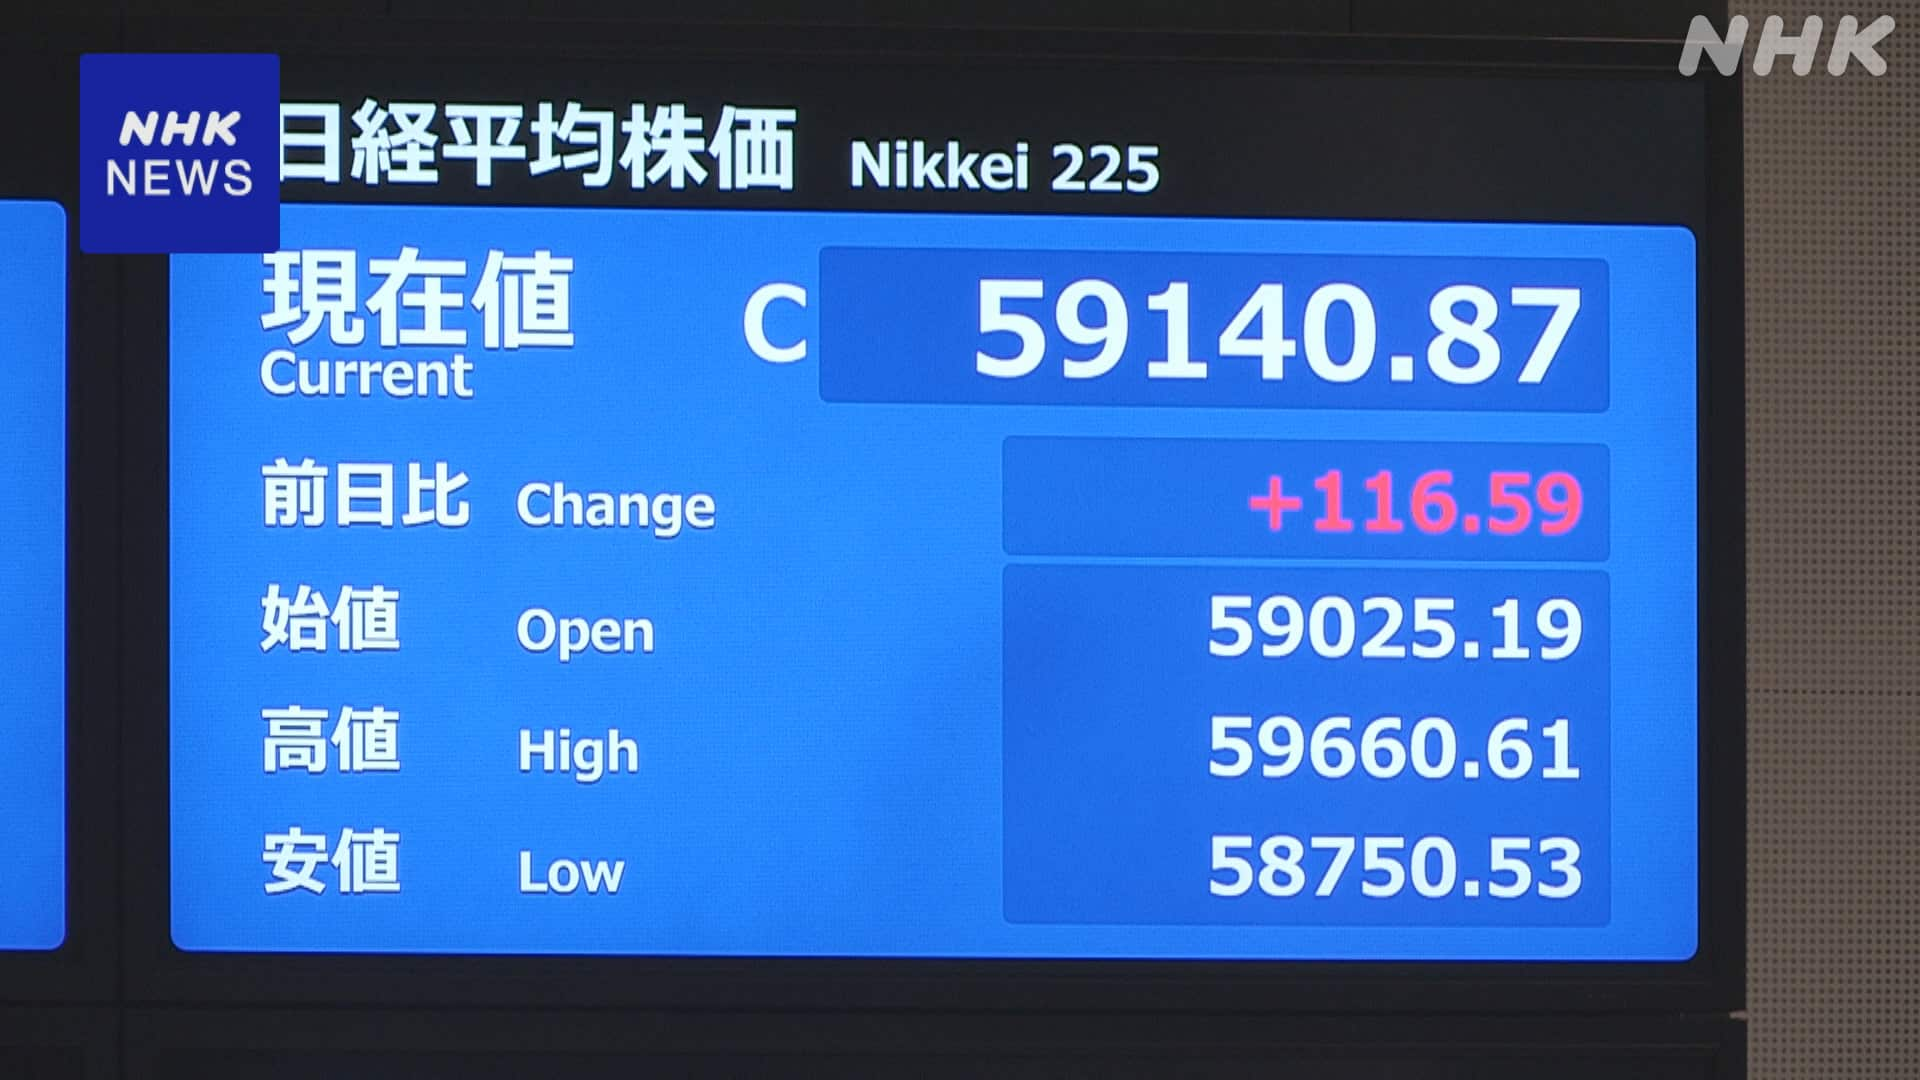 NHK
NHK
NEWS
日経平均株価 Nikkei 225
現在値 C 59140.87
Current
前日比 Change +116.59
始値 Open 59025.19
高値 High 59660.61
安値 Low 58750.53